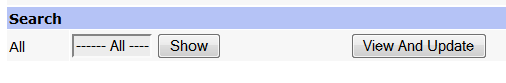 Search
All ------ All ---- Show View And Update